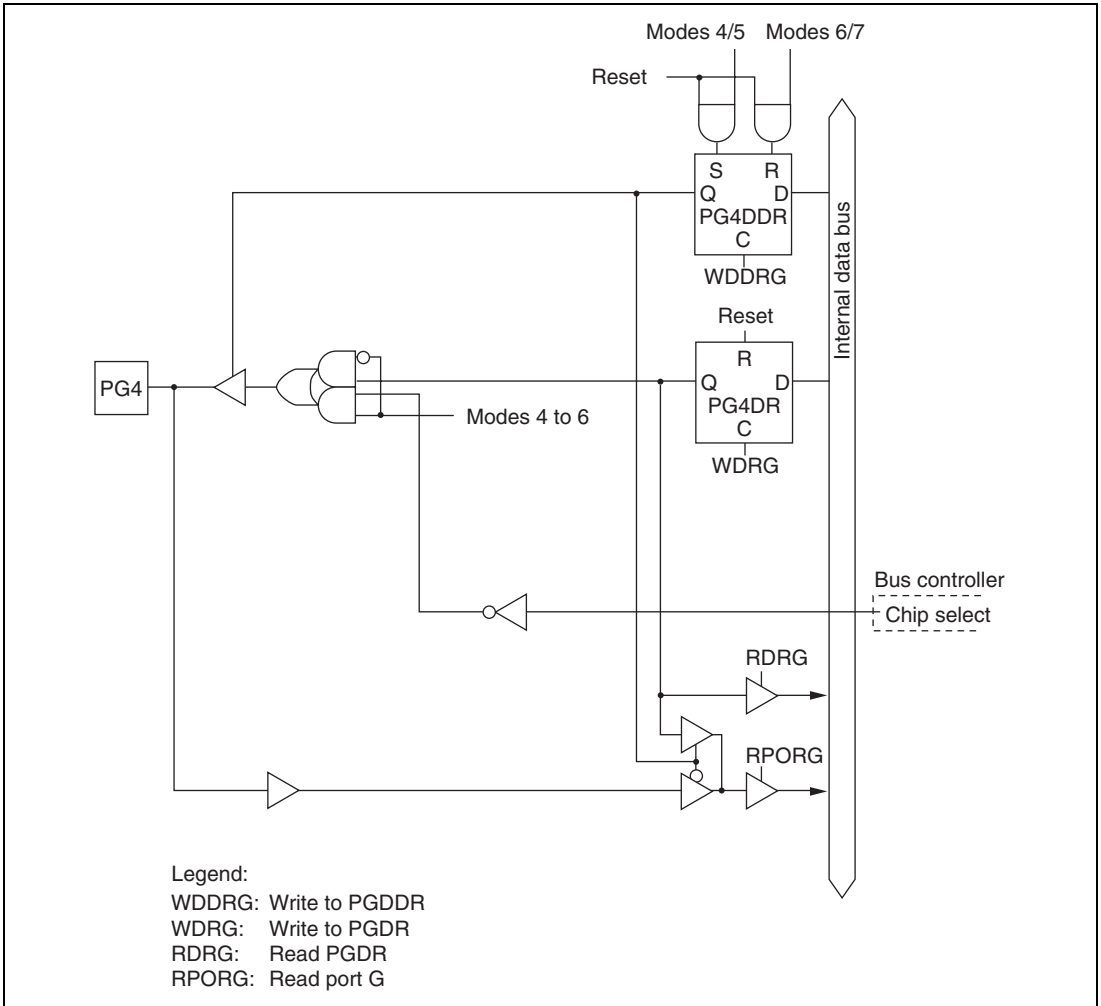 Modes 4/5 Modes 6/7
Reset
S R
Q D
PG4DDR
C
WDDRG
Internal data bus
Reset
R
Q D
PG4DR
C
WDRG
PG4
Modes 4 to 6
Bus controller
Chip select
RDRG
RPORG
Legend:
WDDRG: Write to PGDDR
WDRG: Write to PGDR
RDRG: Read PGDR
RPORG: Read port G